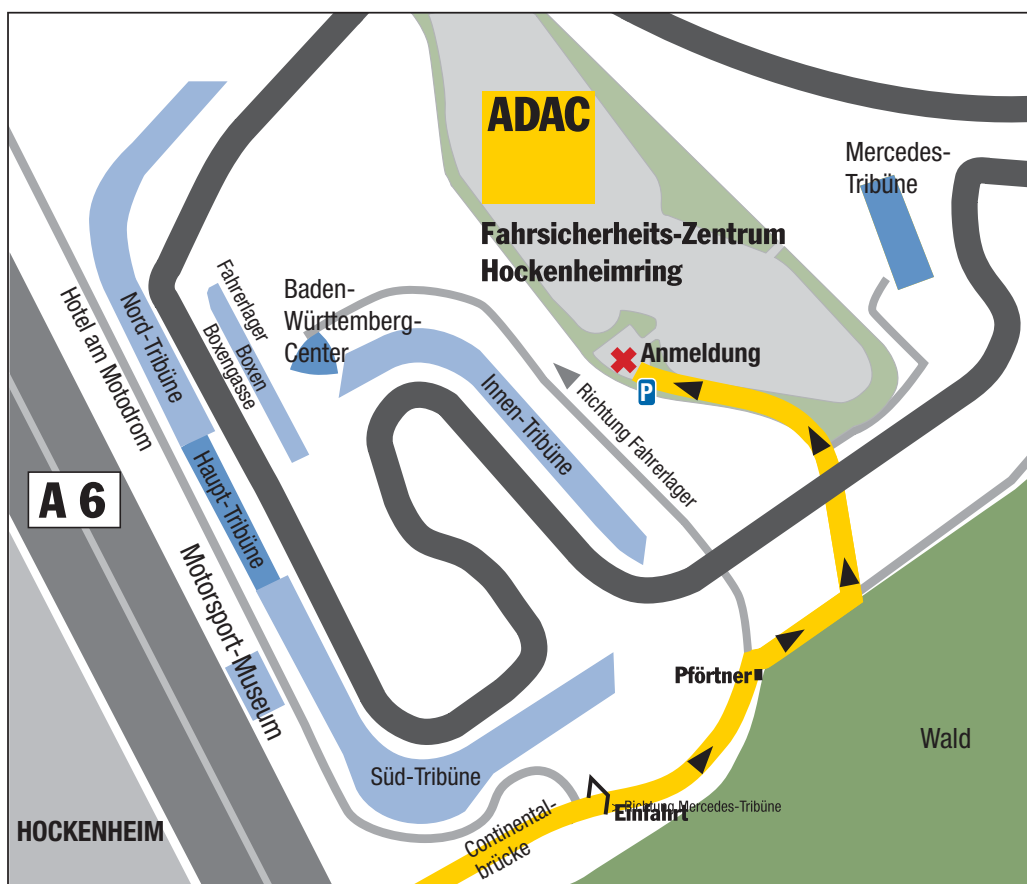 ADAC
Fahrsicherheits-Zentrum
Hockenheimring
Mercedes-
Tribüne
Baden-
Württemberg-
Center
Fahrerlager
Boxen
Boxengasse
Nord-Tribüne
Hotel am Motodrom
Anmeldung
P
Innen-Tribüne
Richtung Fahrerlager
A 6
Haupt-Tribüne
Motorsport-Museum
Pförtner
Wald
Süd-Tribüne
> Richtung Mercedes-Tribüne
Einfahrt
Continental-
brücke
HOCKENHEIM